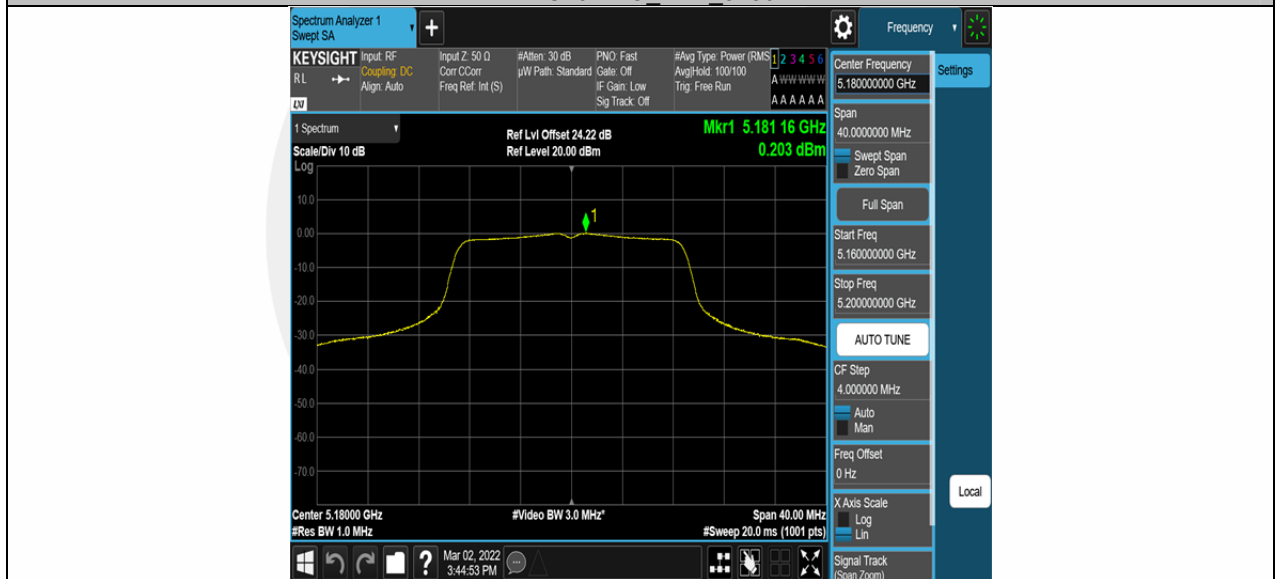 Spectrum Analyzer 1
Swept SA
+
Frequency
KEYSIGHT
RL
LXI
Input: RF
Coupling: DC
Align: Auto
Input Z: 50 Ω
Corr CCorr
Freq Ref: Int (S)
#Atten: 30 dB
µW Path: Standard
PNO: Fast
Gate: Off
IF Gain: Low
Sig Track: Off
#Avg Type: Power (RMS
Avg|Hold: 100/100
Trig: Free Run
1 2 3 4 5 6
A W W W W W
A A A A A A
1 Spectrum
Scale/Div 10 dB
Log
Ref Lvl Offset 24.22 dB
Ref Level 20.00 dBm
Mkr1 5.181 16 GHz
0.203 dBm
1
10.0
0.00
-10.0
-20.0
-30.0
-40.0
-50.0
-60.0
-70.0
Center 5.18000 GHz
#Res BW 1.0 MHz
#Video BW 3.0 MHz*
Span 40.00 MHz
#Sweep 20.0 ms (1001 pts)
?
Mar 02, 2022
3:44:53 PM
Center Frequency
5.180000000 GHz
Settings
Span
40.0000000 MHz
Swept Span
Zero Span
Full Span
Start Freq
5.160000000 GHz
Stop Freq
5.200000000 GHz
AUTO TUNE
CF Step
4.000000 MHz
Auto
Man
Freq Offset
0 Hz
X Axis Scale
Log
Lin
Local
Signal Track
(Span Zoom)